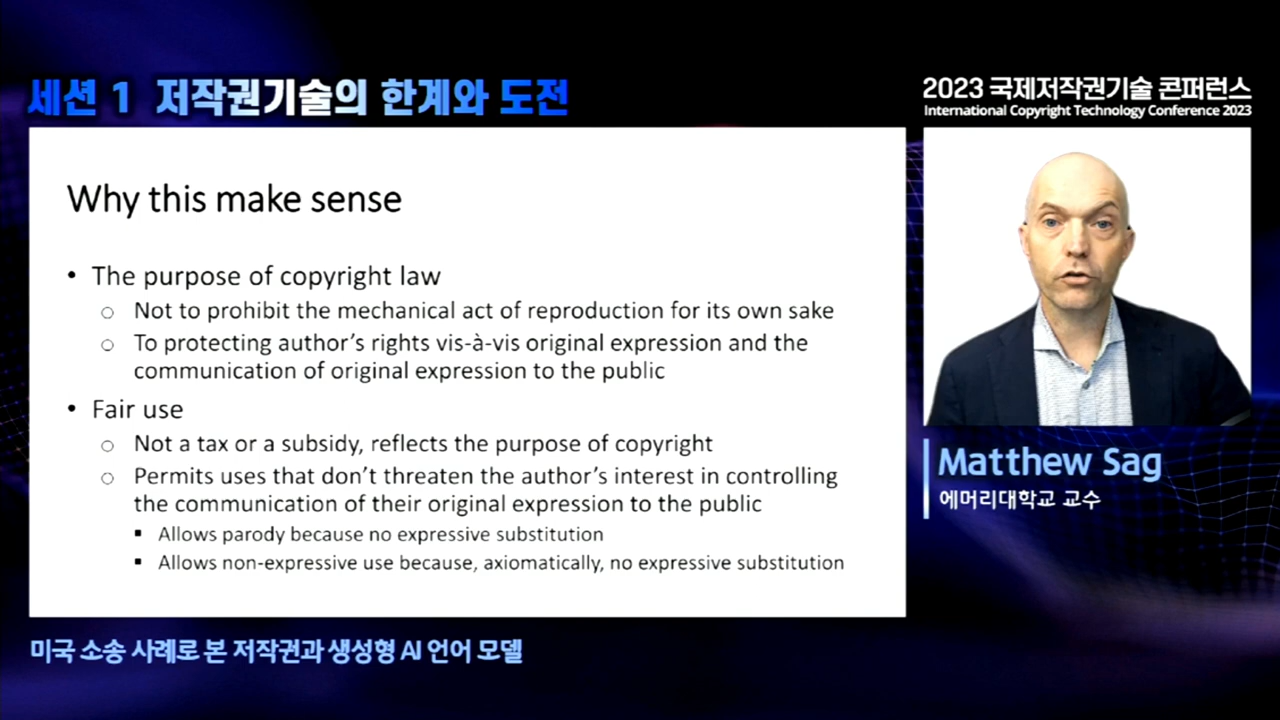 세션 1 저작권기술의 한계와 도전
2023 국제저작권기술 콘퍼런스
International Copyright Technology Conference 2023
Why this make sense
• The purpose of copyright law
○ Not to prohibit the mechanical act of reproduction for its own sake
○ To protecting author’s rights vis-à-vis original expression and the
communication of original expression to the public
• Fair use
○ Not a tax or a subsidy, reflects the purpose of copyright
○ Permits uses that don’t threaten the author’s interest in controlling
the communication of their original expression to the public
▪ Allows parody because no expressive substitution
▪ Allows non-expressive use because, axiomatically, no expressive substitution
Matthew Sag
에머리대학교 교수
미국 소송 사례로 본 저작권과 생성형 AI 언어 모델